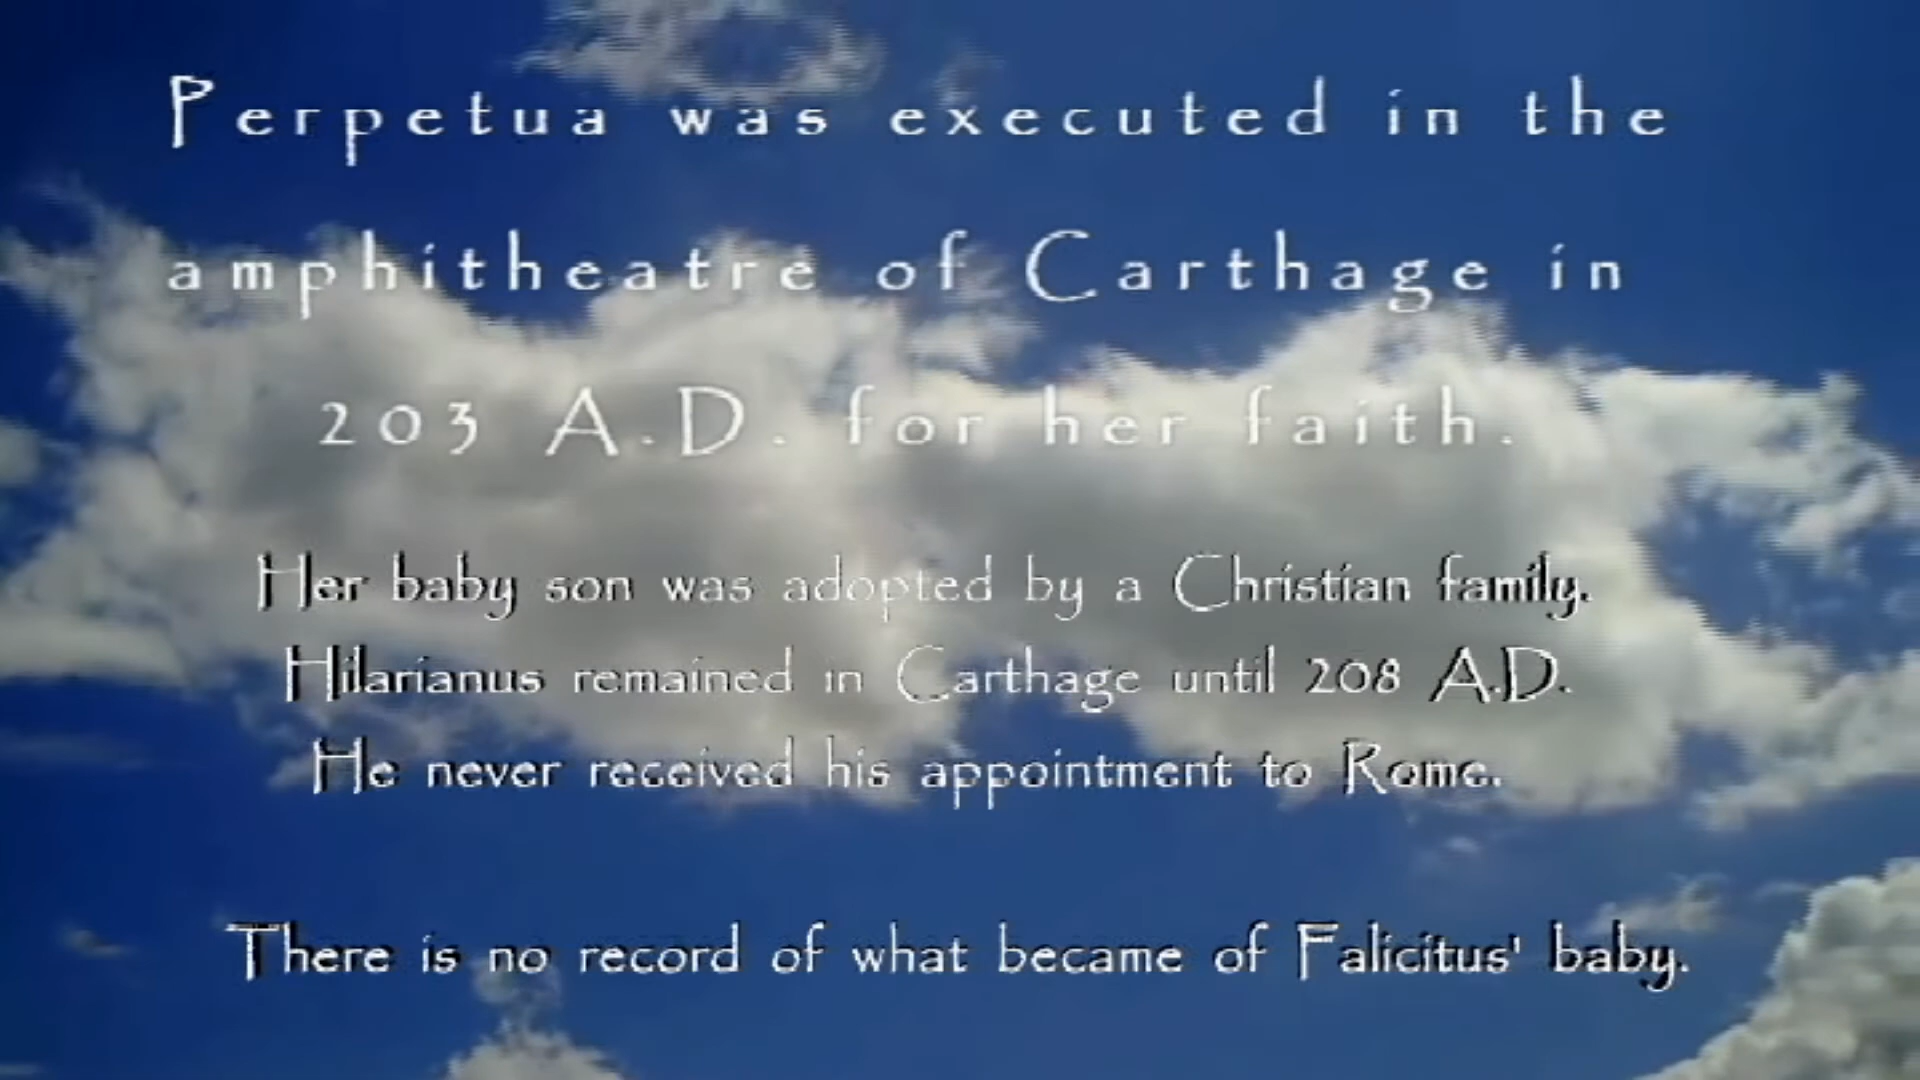 Perpetua was executed in the
amphitheatre of Carthage in
203 A.D. for her faith.
Her baby son was adopted by a Christian family.
Hilarianus remained in Carthage until 208 A.D.
He never received his appointment to Rome.
There is no record of what became of Falicitus' baby.